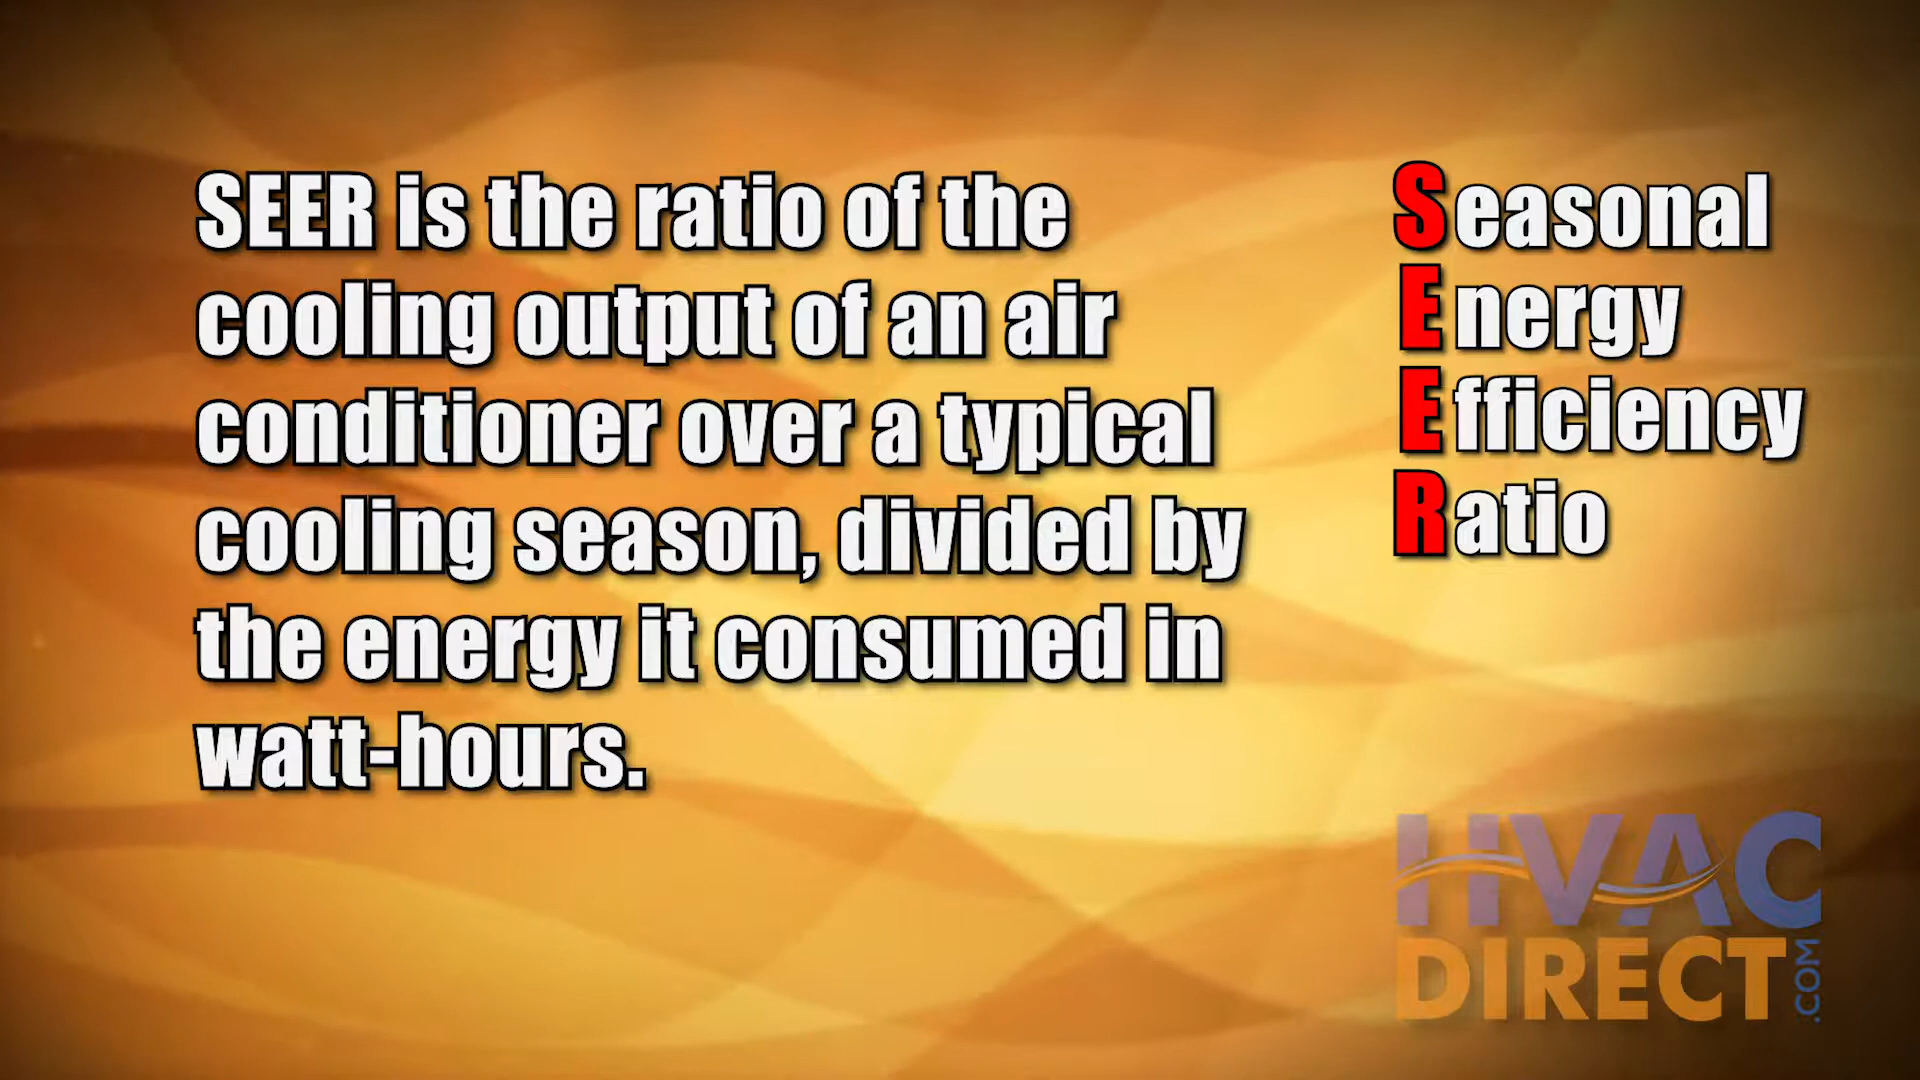 SEER is the ratio of the
cooling output of an air
conditioner over a typical
cooling season, divided by
the energy it consumed in
watt-hours.
Seasonal
Energy
Efficiency
Ratio
HVAC
DIRECT
.COM